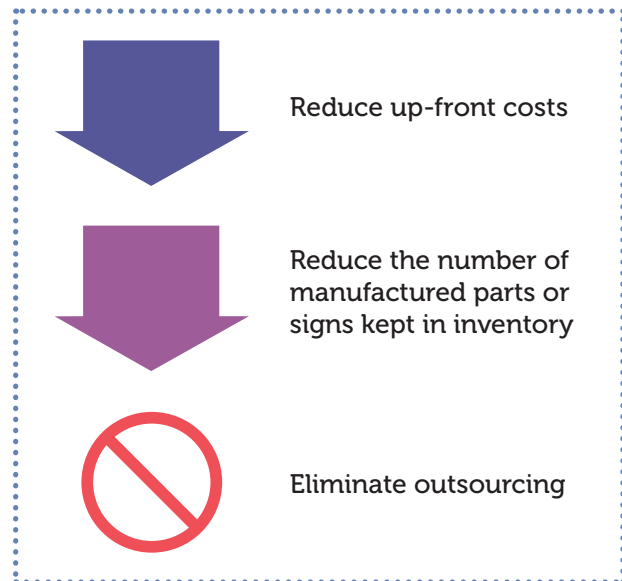 Reduce up-front costs
Reduce the number of
manufactured parts or
signs kept in inventory
Eliminate outsourcing